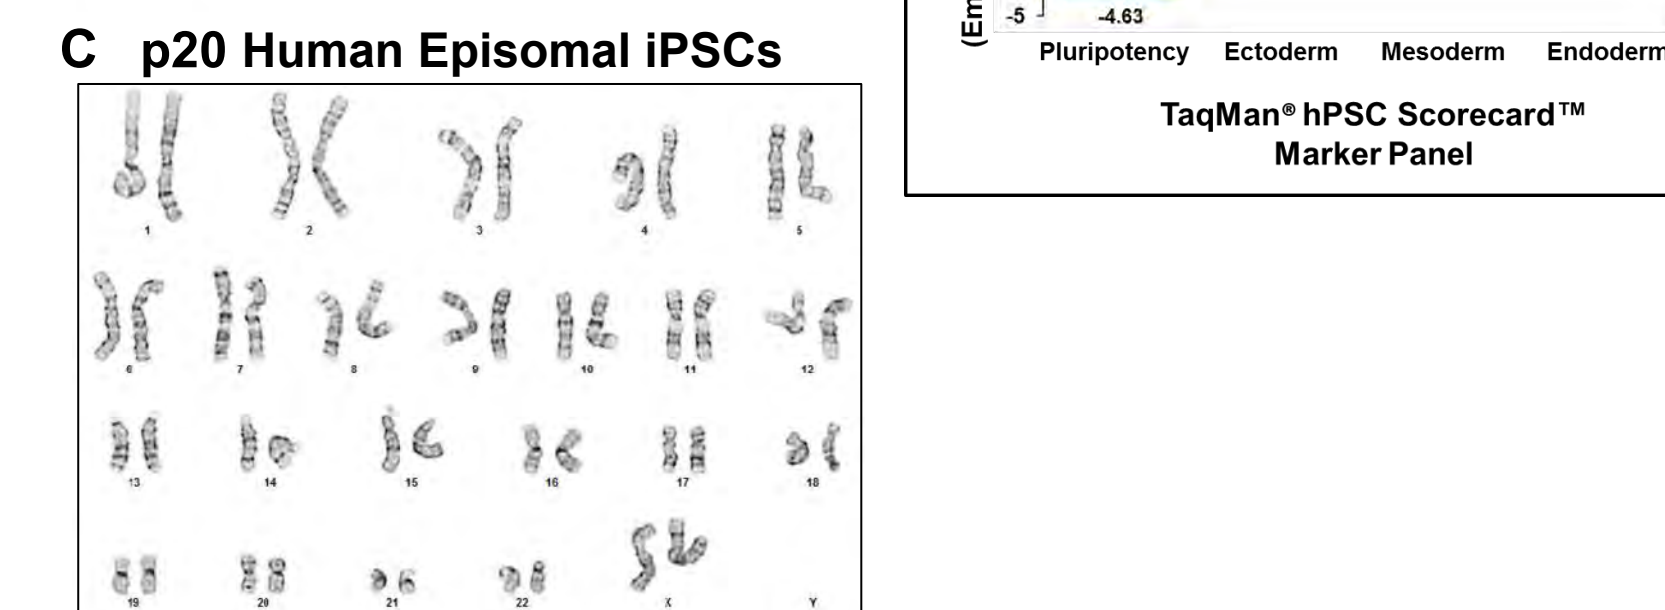 C p20 Human Episomal iPSCs
1 2 3 4 5
6 7 8 9 10 11 12
13 14 15 16 17 18
19 20 21 22 X Y
(Em
-5 -4.63
Pluripotency Ectoderm Mesoderm Endoderm
TaqMan® hPSC Scorecard™
Marker Panel